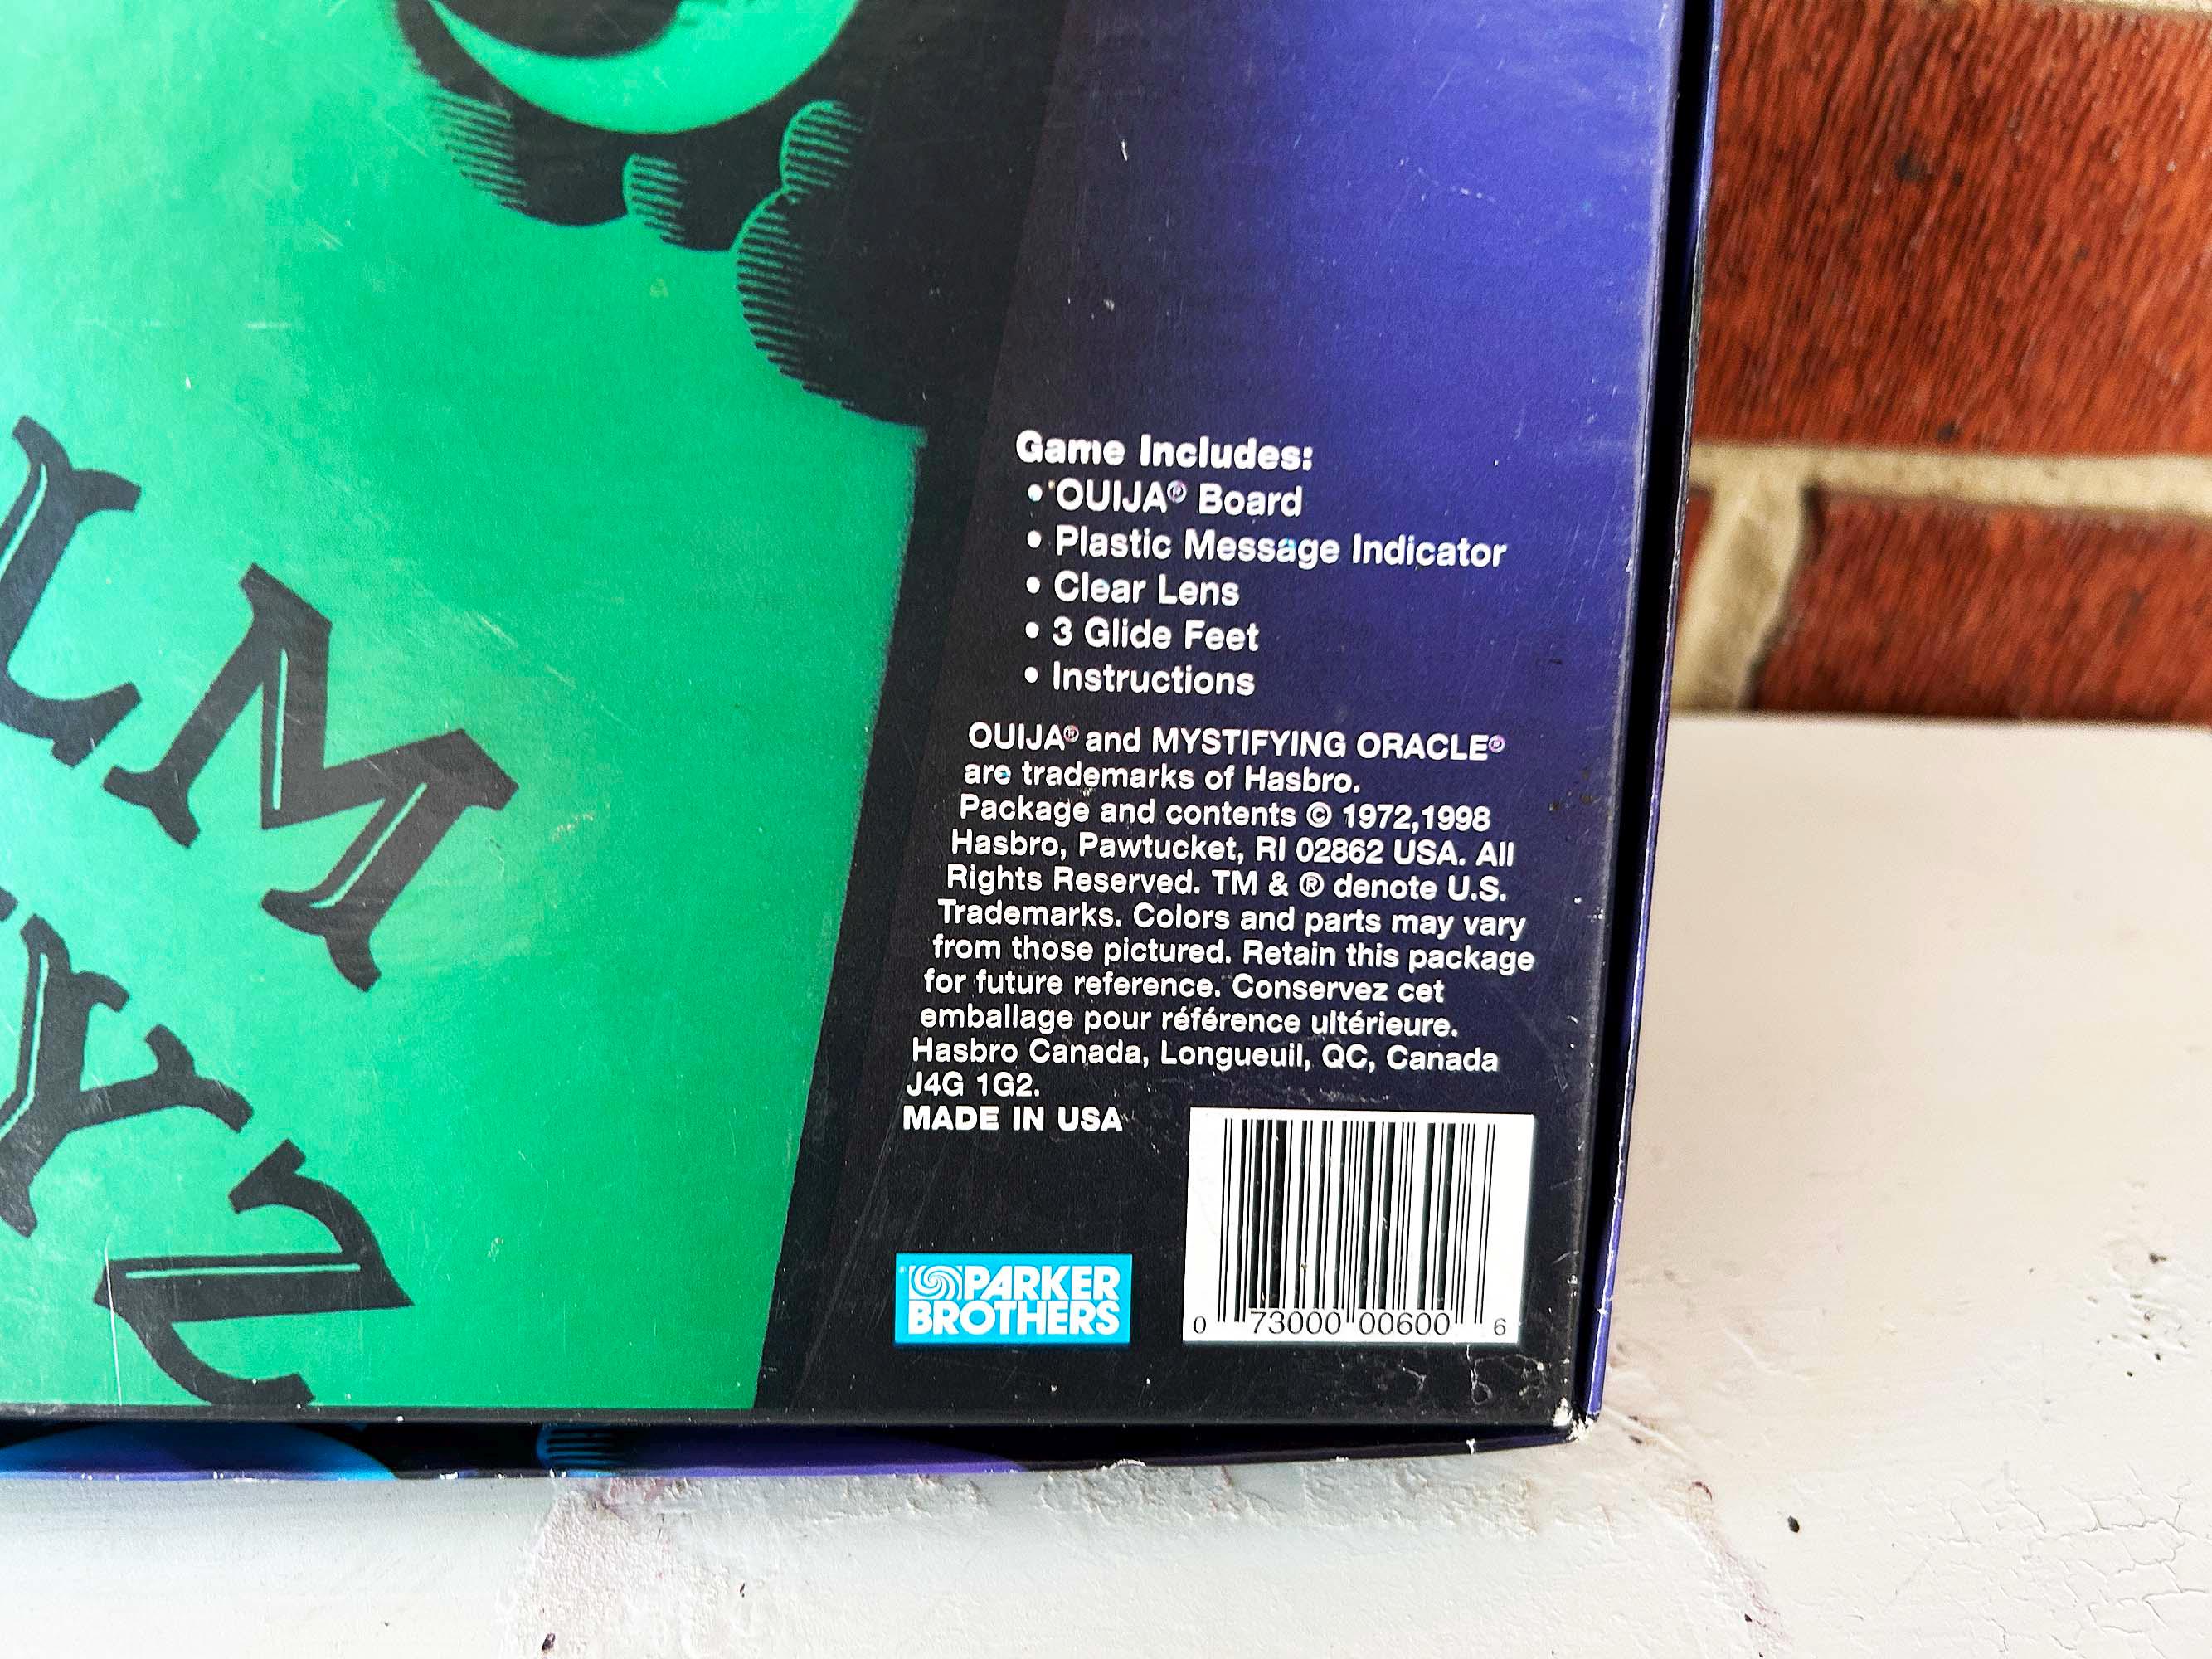 LM
YZ
Game Includes:
• OUIJA® Board
• Plastic Message Indicator
• Clear Lens
• 3 Glide Feet
• Instructions
OUIJA® and MYSTIFYING ORACLE®
are trademarks of Hasbro.
Package and contents © 1972,1998
Hasbro, Pawtucket, RI 02862 USA. All
Rights Reserved. TM & ® denote U.S.
Trademarks. Colors and parts may vary
from those pictured. Retain this package
for future reference. Conservez cet
emballage pour référence ultérieure.
Hasbro Canada, Longueuil, QC, Canada
J4G 1G2.
MADE IN USA
PARKER
BROTHERS
0 73000 00600 6